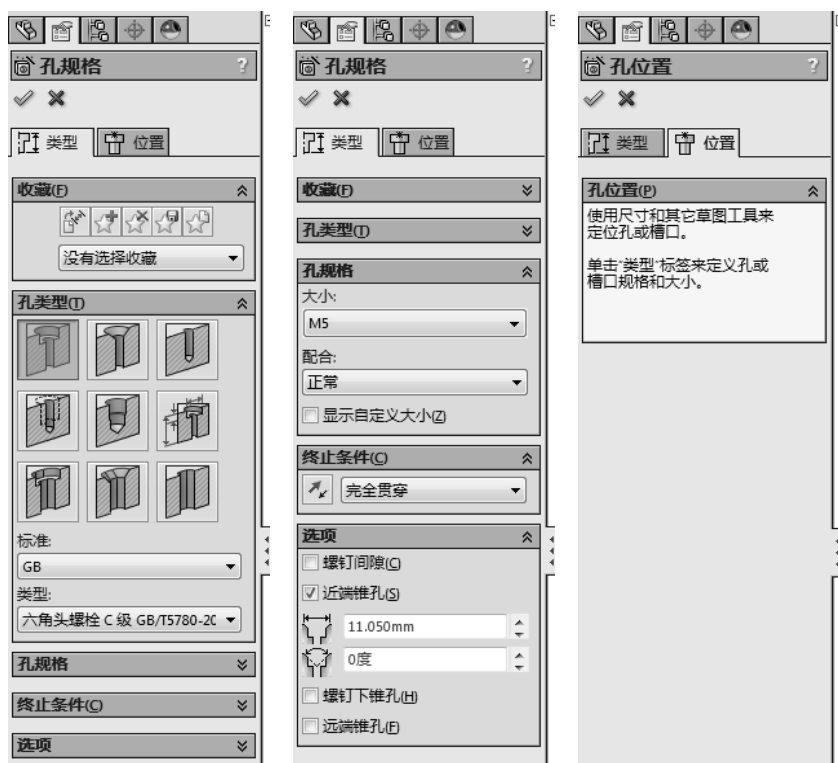 孔规格
?
类型
位置
收藏(F)
没有选择收藏
孔类型(T)
标准:
GB
类型:
六角头螺栓 C 级 GB/T5780-20
孔规格
终止条件(C)
选项
孔规格
?
类型
位置
收藏(F)
孔类型(T)
孔规格
大小:
M5
配合:
正常
显示自定义大小(Z)
终止条件(C)
完全贯穿
选项
螺钉间隙(C)
近端锥孔(S)
11.050mm
0度
螺钉下锥孔(H)
远端锥孔(F)
孔位置
?
类型
位置
孔位置(P)
使用尺寸和其它草图工具来
定位孔或槽口。
单击“类型”标签来定义孔或
槽口规格和大小。